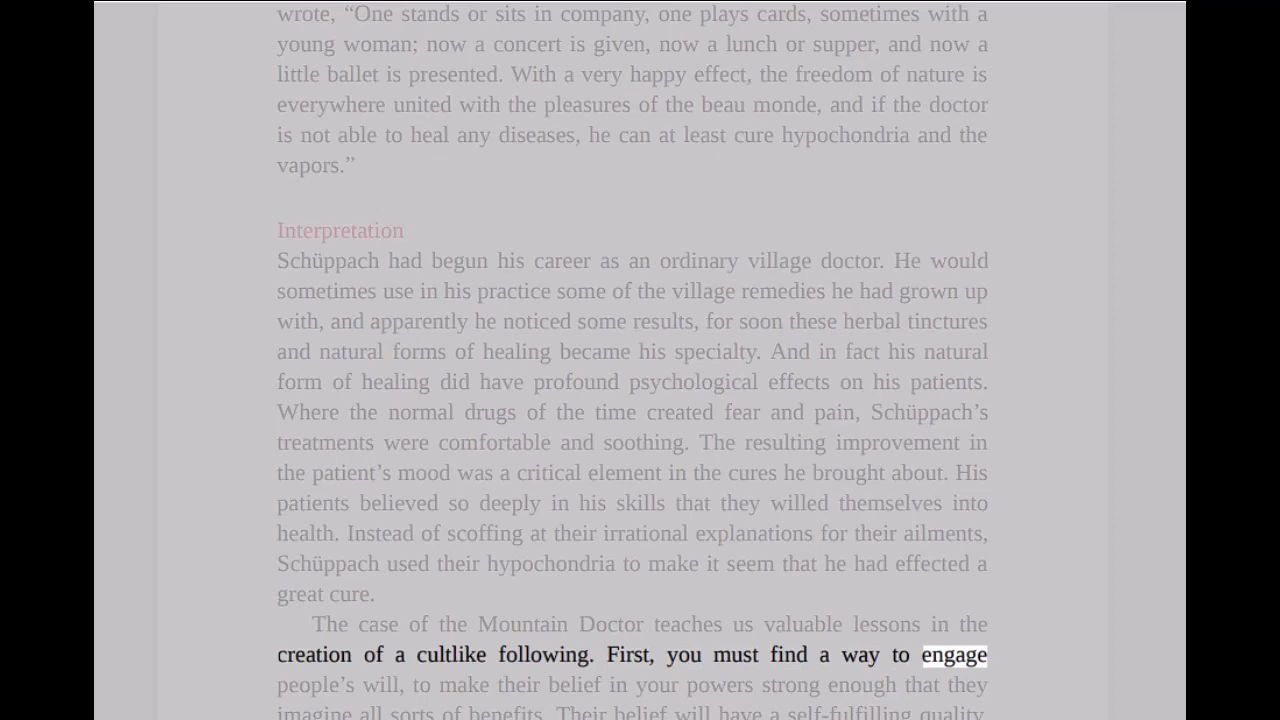 wrote, “One stands or sits in company, one plays cards, sometimes with a
young woman; now a concert is given, now a lunch or supper, and now a
little ballet is presented. With a very happy effect, the freedom of nature is
everywhere united with the pleasures of the beau monde, and if the doctor
is not able to heal any diseases, he can at least cure hypochondria and the
vapors.”
Interpretation
Schüppach had begun his career as an ordinary village doctor. He would
sometimes use in his practice some of the village remedies he had grown up
with, and apparently he noticed some results, for soon these herbal tinctures
and natural forms of healing became his specialty. And in fact his natural
form of healing did have profound psychological effects on his patients.
Where the normal drugs of the time created fear and pain, Schüppach’s
treatments were comfortable and soothing. The resulting improvement in
the patient’s mood was a critical element in the cures he brought about. His
patients believed so deeply in his skills that they willed themselves into
health. Instead of scoffing at their irrational explanations for their ailments,
Schüppach used their hypochondria to make it seem that he had effected a
great cure.
The case of the Mountain Doctor teaches us valuable lessons in the
creation of a cultlike following. First, you must find a way to engage
people’s will, to make their belief in your powers strong enough that they
imagine all sorts of benefits. Their belief will have a self-fulfilling quality,